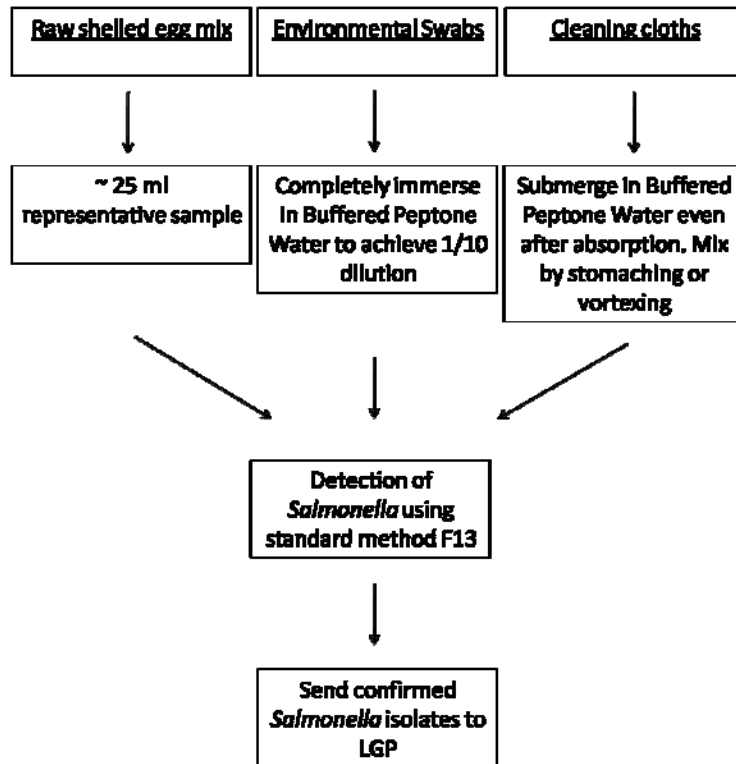 Raw shelled egg mix
Environmental Swabs
Cleaning cloths
~ 25 ml
representative sample
Completely immerse
in Buffered Peptone
Water to achieve 1/10
dilution
Submerge in Buffered
Peptone Water even
after absorption. Mix
by stomaching or
vortexing
Detection of
Salmonella using
standard method F13
Send confirmed
Salmonella isolates to
LGP